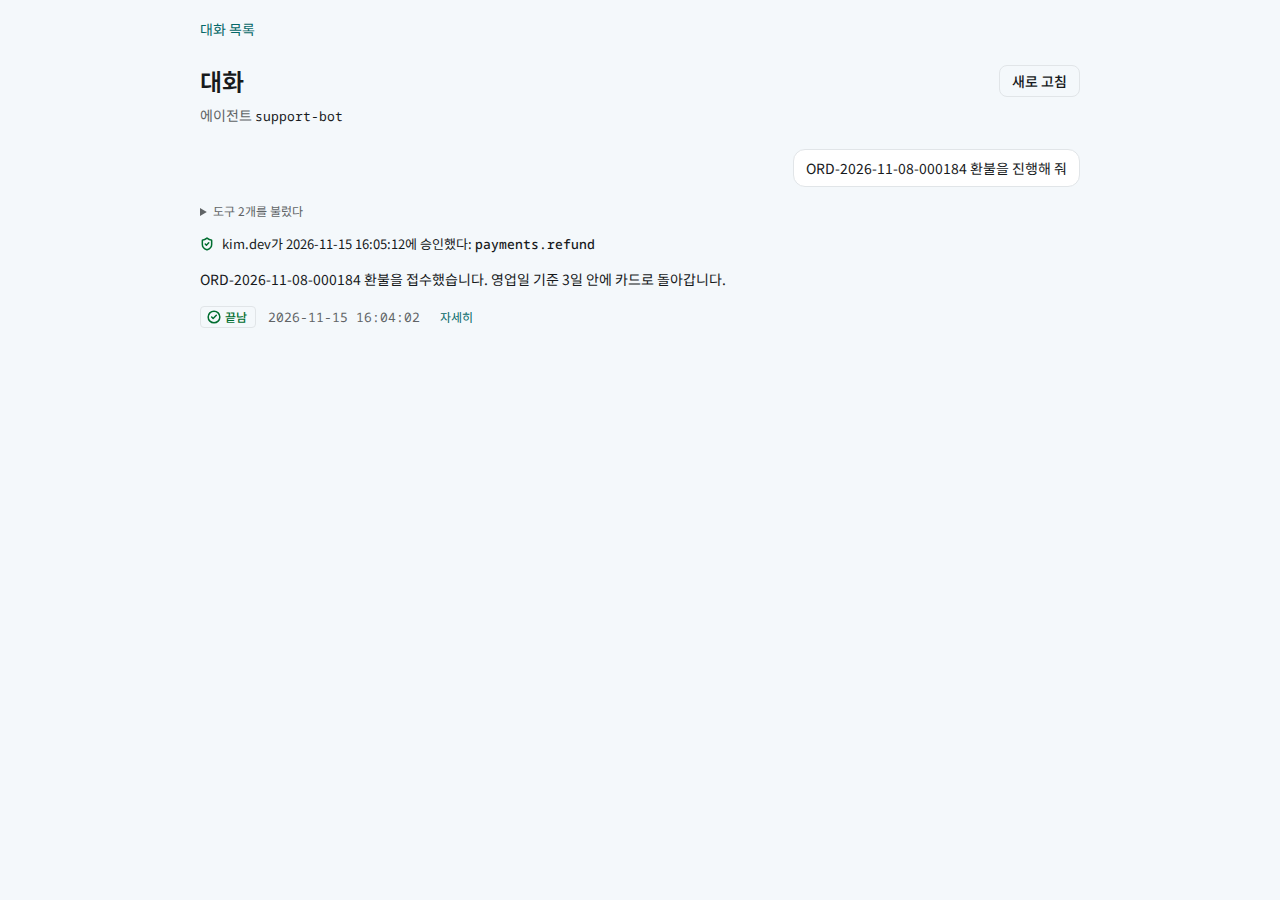 대화 목록
대화
새로 고침
에이전트 support-bot
ORD-2026-11-08-000184 환불을 진행해 줘
도구 2개를 불렀다
kim.dev가 2026-11-15 16:05:12에 승인했다: payments.refund
ORD-2026-11-08-000184 환불을 접수했습니다. 영업일 기준 3일 안에 카드로 돌아갑니다.
끝남 2026-11-15 16:04:02 자세히